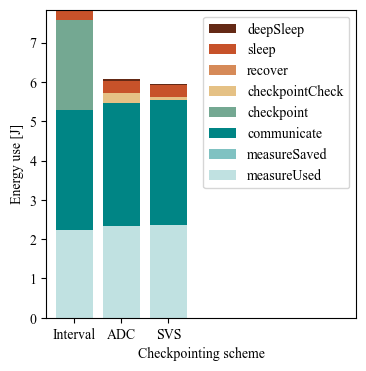 deepSleep
sleep
recover
checkpointCheck
checkpoint
communicate
measureSaved
measureUsed
Energy use [J]
7
6
5
4
3
2
1
0
Interval ADC SVS
Checkpointing scheme